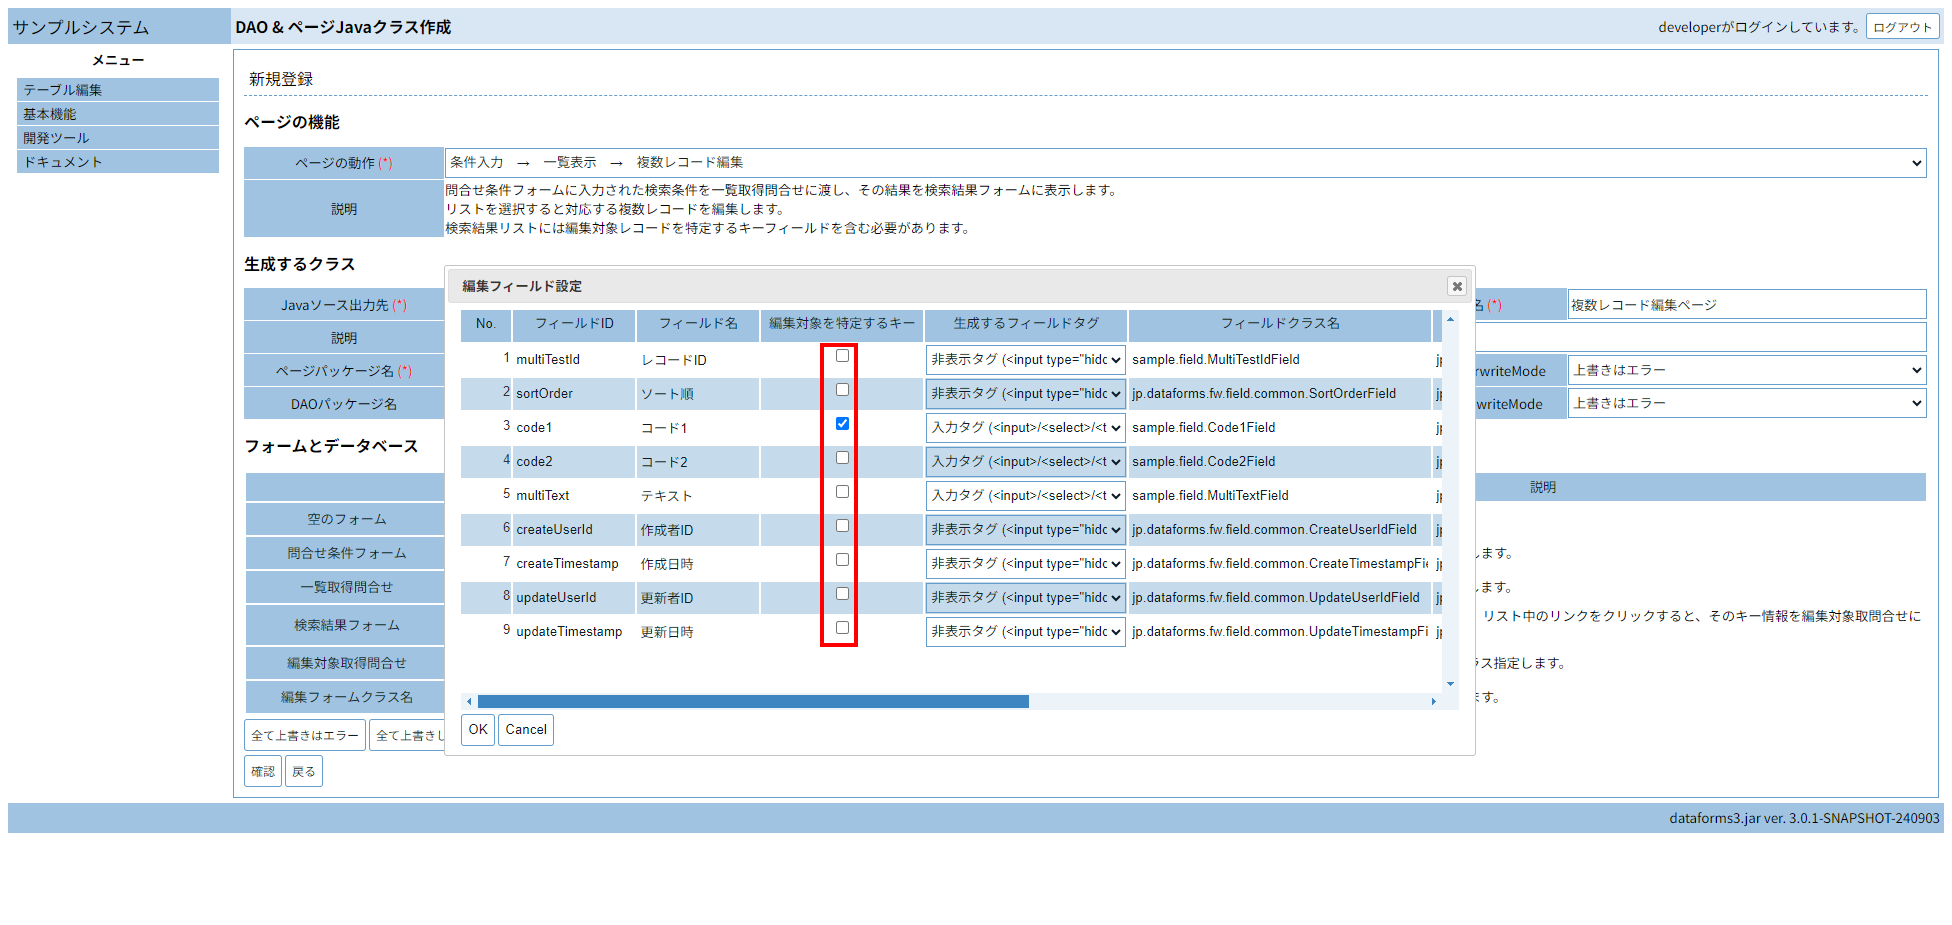 サンプルシステム
DAO & ページJavaクラス作成
developerがログインしています。 ログアウト
メニュー
テーブル編集
基本機能
開発ツール
ドキュメント
新規登録
ページの機能
ページの動作 (*) 条件入力 → 一覧表示 → 複数レコード編集
説明
問合せ条件フォームに入力された検索条件を一覧取得問合せに渡し、その結果を検索結果フォームに表示します。
リストを選択すると対応する複数レコードを編集します。
検索結果リストには編集対象レコードを特定するキーフィールドを含む必要があります。
生成するクラス
Javaソース出力先 (*)
名 (*) 複数レコード編集ページ
説明
ページパッケージ名 (*)
rwriteMode 上書きはエラー
DAOパッケージ名
writeMode 上書きはエラー
フォームとデータベース
説明
空のフォーム
問合せ条件フォーム
します。
一覧取得問合せ
します。
検索結果フォーム
リスト中のリンクをクリックすると、そのキー情報を編集対象取問合せに
編集対象取得問合せ
ラス指定します。
編集フォームクラス名
ます。
全て上書きはエラー 全て上書きし
確認 戻る
編集フィールド設定
No. フィールドID フィールド名 編集対象を特定するキー 生成するフィールドタグ フィールドクラス名
1 multiTestId レコードID 非表示タグ (<input type="hidc sample.field.MultiTestIdField jp
2 sortOrder ソート順 非表示タグ (<input type="hidc jp.dataforms.fw.field.common.SortOrderField jp
3 code1 コード1 入力タグ (<input>/<select>/<t sample.field.Code1Field jp
4 code2 コード2 入力タグ (<input>/<select>/<t sample.field.Code2Field jp
5 multiText テキスト 入力タグ (<input>/<select>/<t sample.field.MultiTextField jp
6 createUserId 作成者ID 非表示タグ (<input type="hidc jp.dataforms.fw.field.common.CreateUserIdField jp
7 createTimestamp 作成日時 非表示タグ (<input type="hidc jp.dataforms.fw.field.common.CreateTimestampFie jp
8 updateUserId 更新者ID 非表示タグ (<input type="hidc jp.dataforms.fw.field.common.UpdateUserIdField jp
9 updateTimestamp 更新日時 非表示タグ (<input type="hidc jp.dataforms.fw.field.common.UpdateTimestampFi jp
OK Cancel
dataforms3.jar ver. 3.0.1-SNAPSHOT-240903